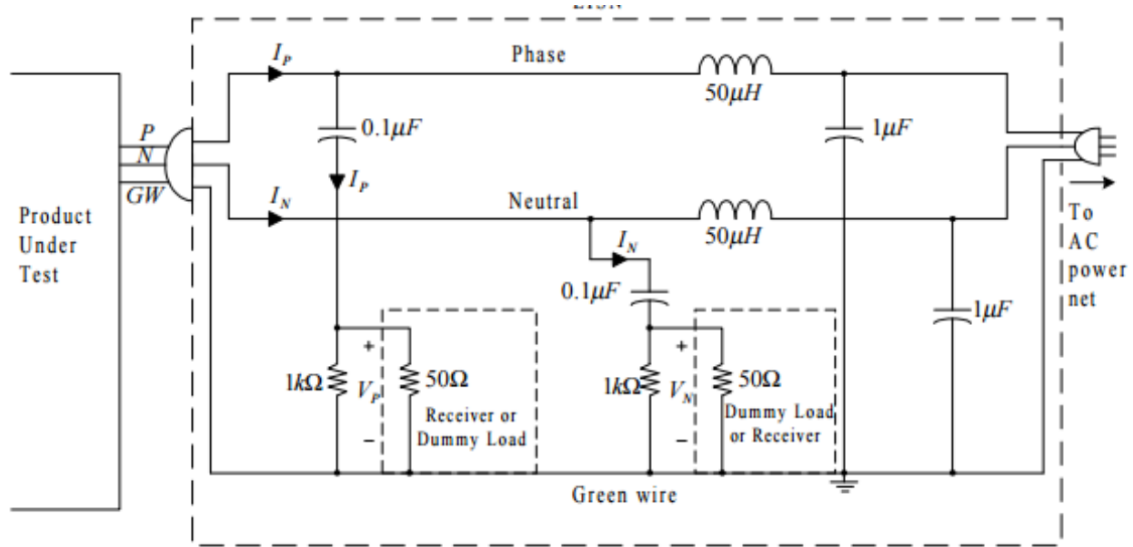 I_P
Phase
50μH
P
N
GW
0.1μF
1μF
I_P
I_N
Neutral
50μH
I_N
0.1μF
1μF
Product
Under
Test
To
AC
power
net
1kΩ
+
V_P
−
50Ω
Receiver or
Dummy Load
1kΩ
+
V_N
−
50Ω
Dummy Load
or Receiver
Green wire